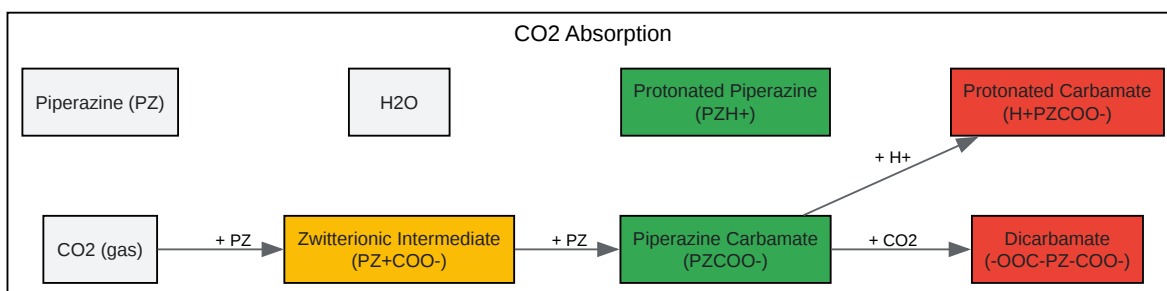 CO2 Absorption
Piperazine (PZ)
H2O
Protonated Piperazine
(PZH+)
Protonated Carbamate
(H+PZCOO-)
+ H+
CO2 (gas)
+ PZ
Zwitterionic Intermediate
(PZ+COO-)
+ PZ
Piperazine Carbamate
(PZCOO-)
+ CO2
Dicarbamate
(-OOC-PZ-COO-)